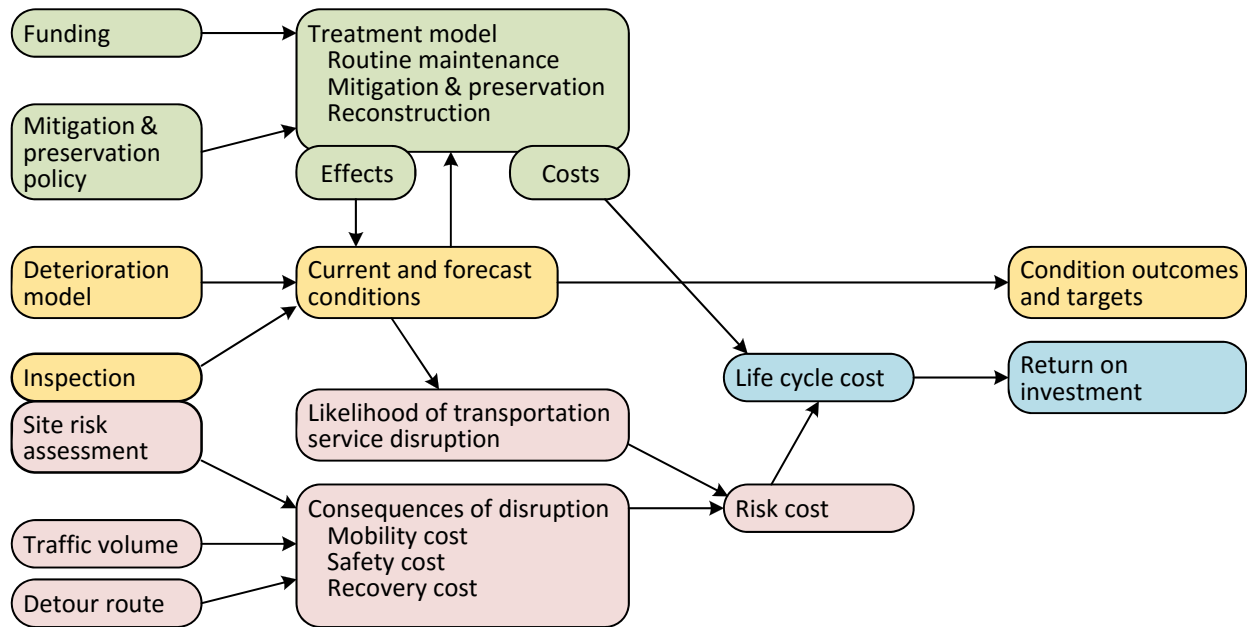 Funding
Treatment model
Routine maintenance
Mitigation & preservation
Reconstruction
Mitigation &
preservation
policy
Effects
Costs
Deterioration
model
Current and forecast
conditions
Condition outcomes
and targets
Inspection
Site risk
assessment
Likelihood of transportation
service disruption
Life cycle cost
Return on
investment
Consequences of disruption
Mobility cost
Safety cost
Recovery cost
Risk cost
Traffic volume
Detour route